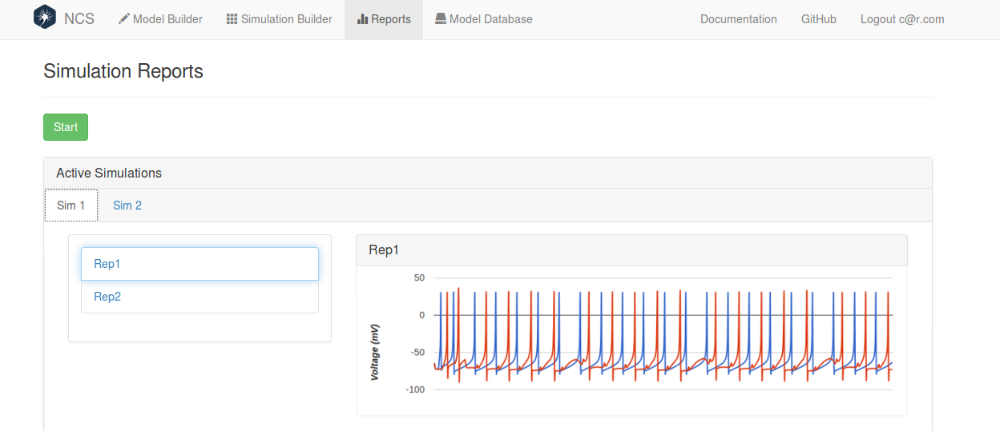 NCS Model Builder Simulation Builder Reports Model Database Documentation GitHub Logout c@r.com
Simulation Reports
Start
Active Simulations
Sim 1 Sim 2
Rep1
Rep2
Rep1
50
0
-50
-100
Voltage (mV)